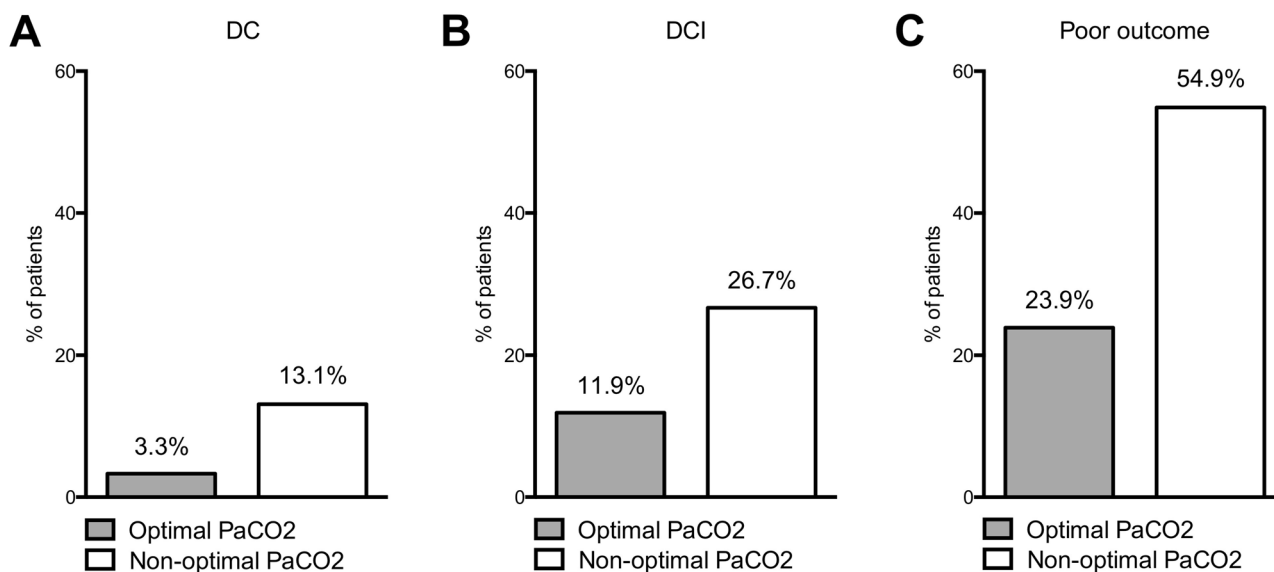 A
DC
% of patients
60
40
20
0
3.3%
13.1%
Optimal PaCO2
Non-optimal PaCO2
B
DCI
% of patients
60
40
20
0
11.9%
26.7%
Optimal PaCO2
Non-optimal PaCO2
C
Poor outcome
% of patients
60
40
20
0
23.9%
54.9%
Optimal PaCO2
Non-optimal PaCO2